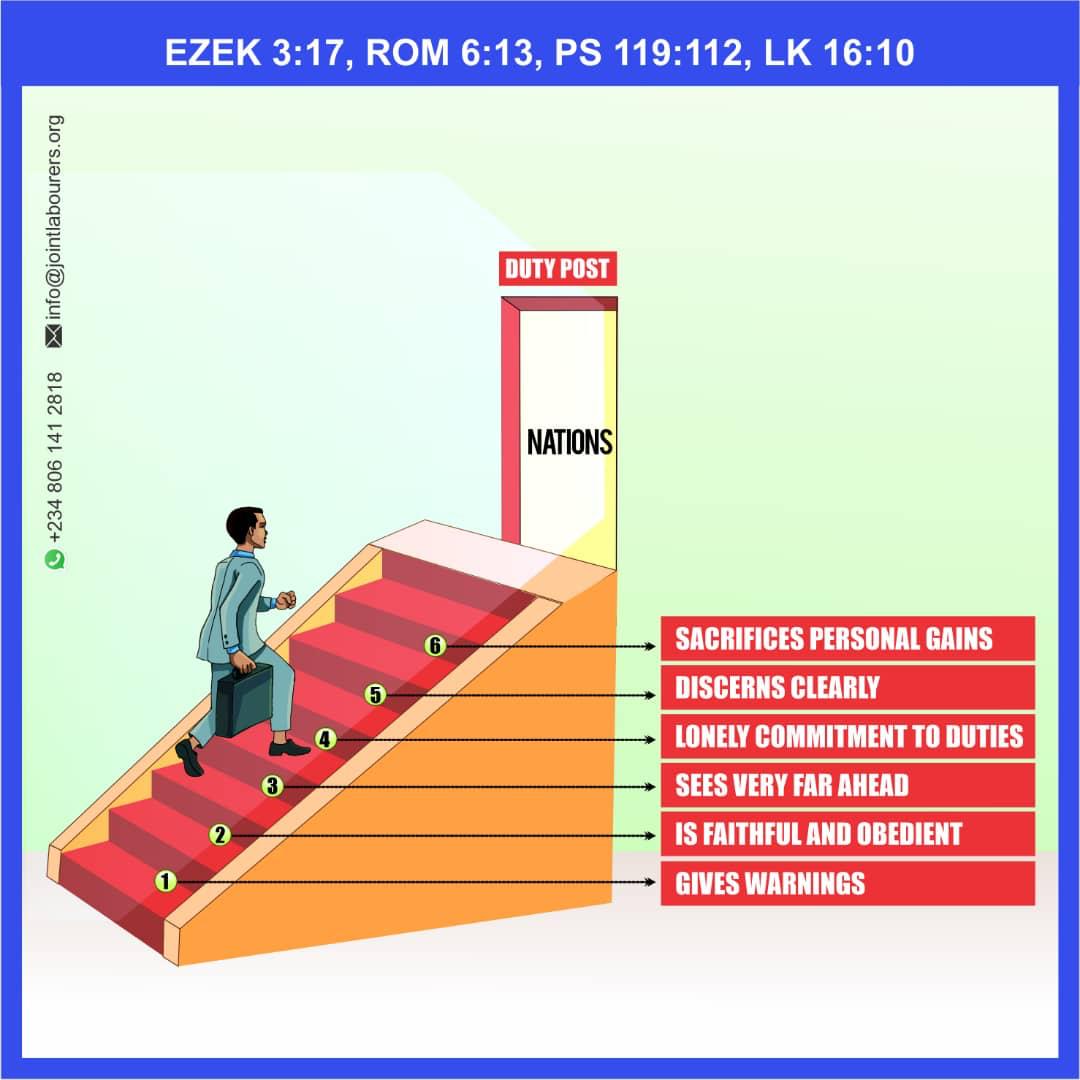 EZEK 3:17, ROM 6:13, PS 119:112, LK 16:10
info@jointlabourers.org
+234 806 141 2818
DUTY POST
NATIONS
6
SACRIFICES PERSONAL GAINS
5
DISCERNS CLEARLY
4
LONELY COMMITMENT TO DUTIES
3
SEES VERY FAR AHEAD
2
IS FAITHFUL AND OBEDIENT
1
GIVES WARNINGS